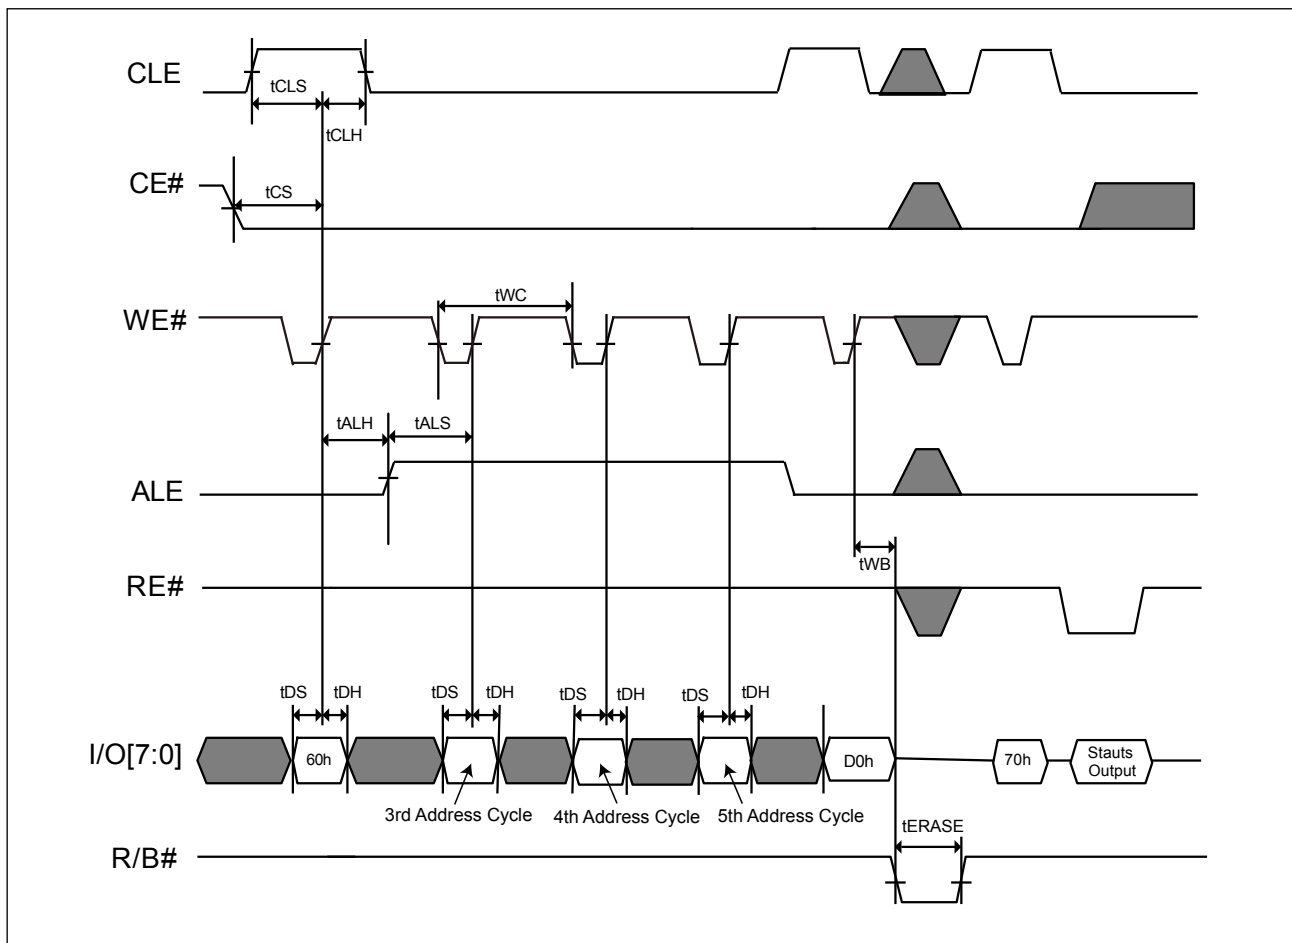 CLE
tCLS
tCLH
CE#
tCS
WE#
tWC
tALH
tALS
ALE
tWB
RE#
tDS
tDH
tDS
tDH
tDS
tDH
tDS
tDH
I/O[7:0]
60h
D0h
70h
Stauts
Output
3rd Address Cycle
4th Address Cycle
5th Address Cycle
tERASE
R/B#